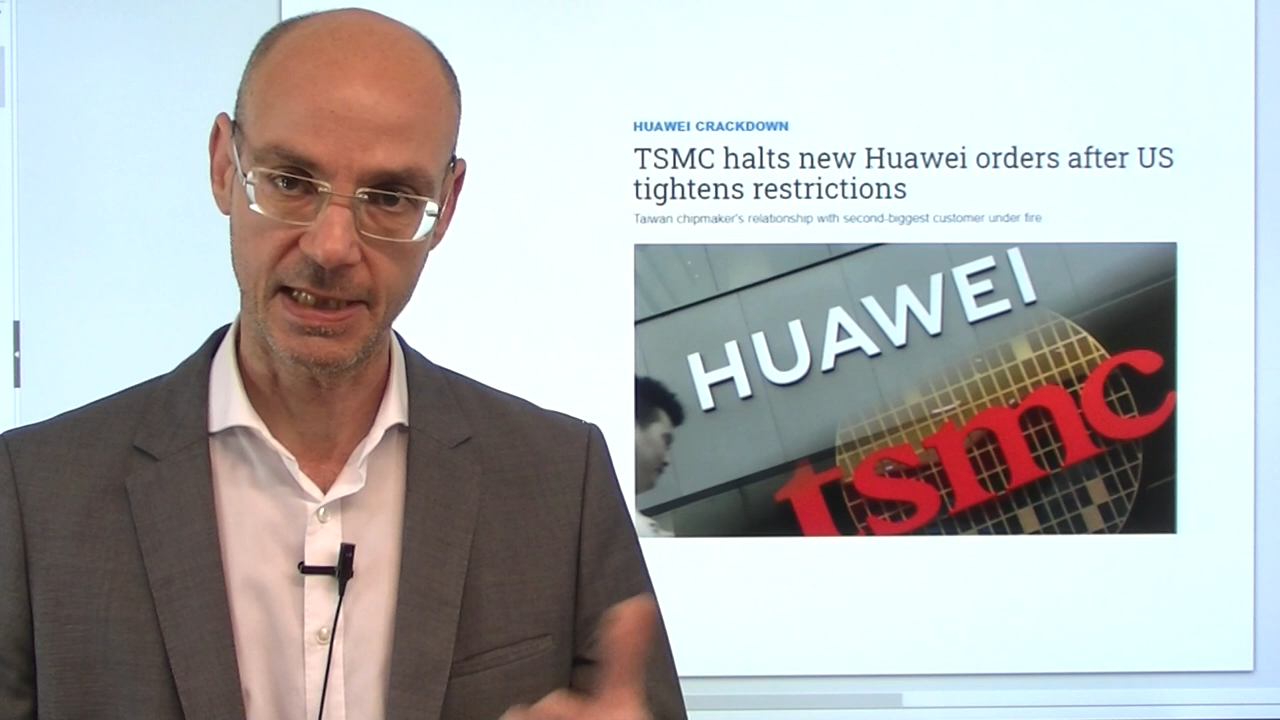 HUAWEI CRACKDOWN
TSMC halts new Huawei orders after US
tightens restrictions
Taiwan chipmaker's relationship with second-biggest customer under fire
HUAWEI
tsmc